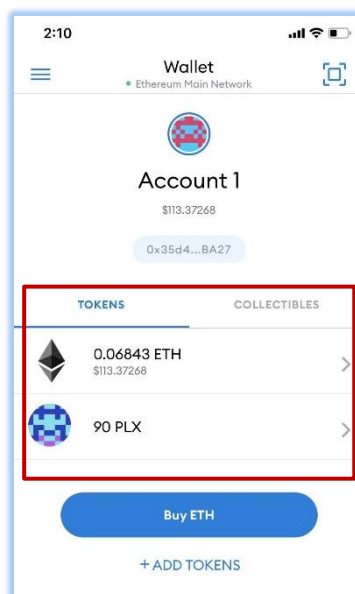 2:10
Wallet
Ethereum Main Network
Account 1
$113.37268
0x35d4...BA27
TOKENS COLLECTIBLES
0.06843 ETH
$113.37268
90 PLX
Buy ETH
+ ADD TOKENS